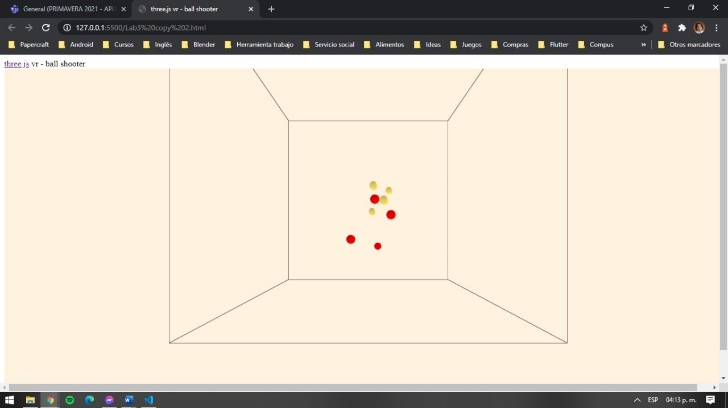 General (PRIMAVERA 2021 - API
three.js vr - ball shooter
127.0.0.1:5500/Lab3%20copy%202.html
Papercraft Android Cursos Inglés Blender Herramienta trabajo Servicio social Alimentos Ideas Juegos Compras Flutter Compus » Otros marcadores
three.js vr - ball shooter
ESP 04:13 p. m.